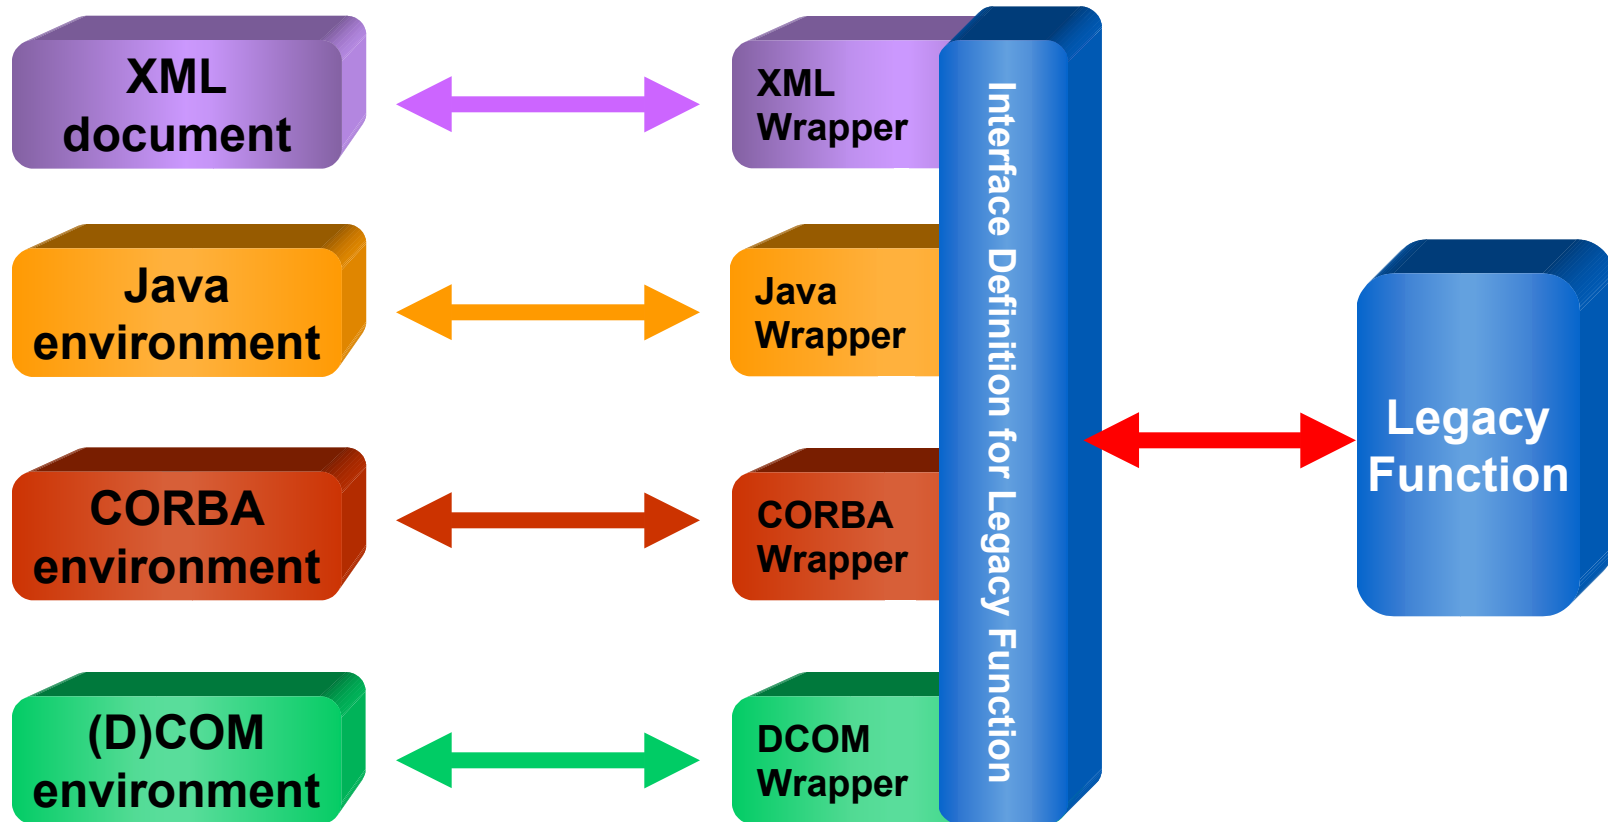 XML
document
XML
Wrapper
Java
environment
Java
Wrapper
CORBA
environment
CORBA
Wrapper
(D)COM
environment
DCOM
Wrapper
Interface Definition for Legacy Function
Legacy
Function